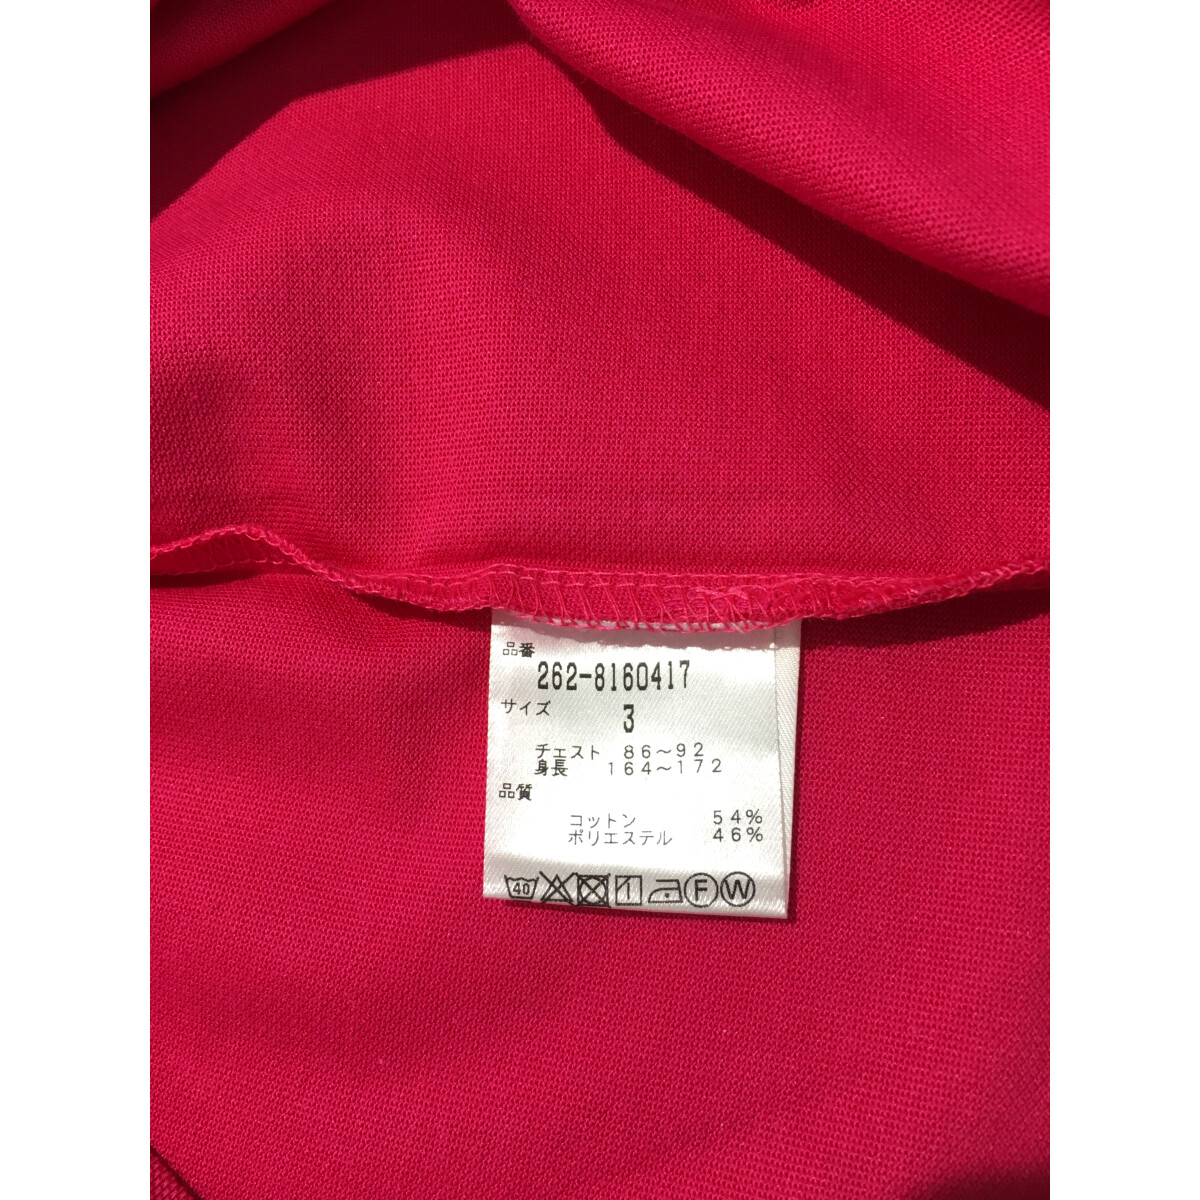 品番
262-8160417
サイズ
3
チェスト 86〜92
身長 164〜172
品質
コットン 54%
ポリエステル 46%
40 1 F W